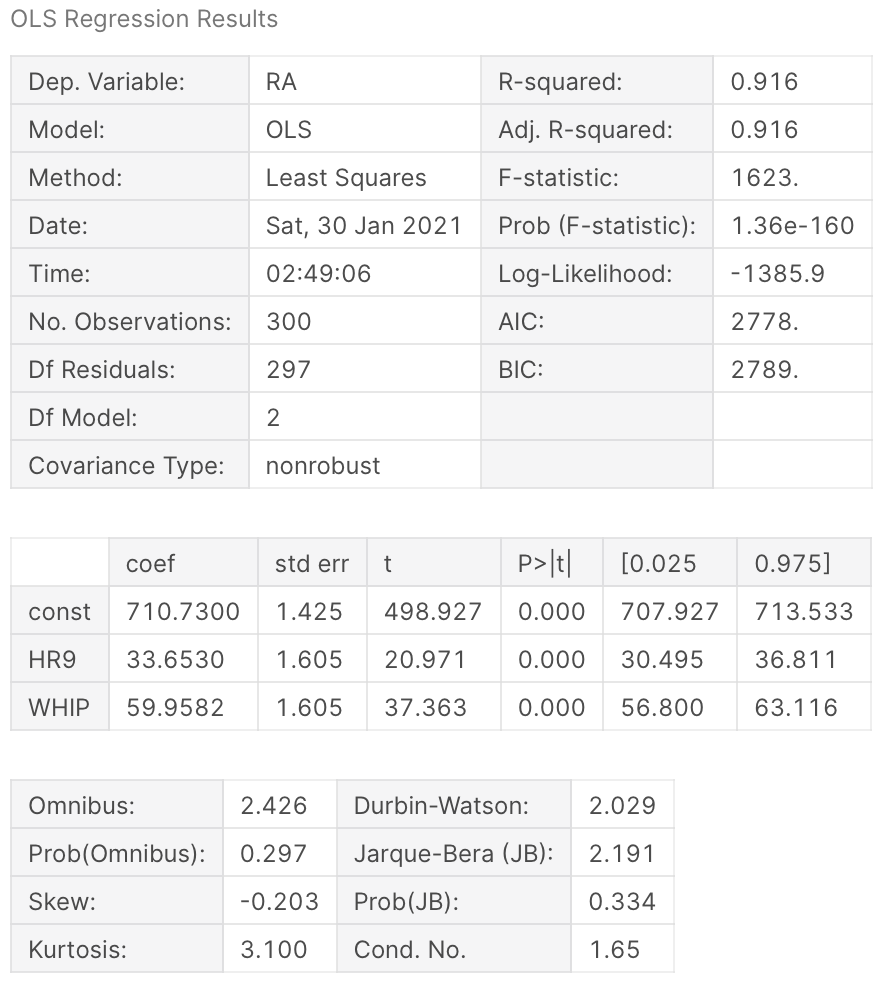 OLS Regression Results
Dep. Variable: RA R-squared: 0.916
Model: OLS Adj. R-squared: 0.916
Method: Least Squares F-statistic: 1623.
Date: Sat, 30 Jan 2021 Prob (F-statistic): 1.36e-160
Time: 02:49:06 Log-Likelihood: -1385.9
No. Observations: 300 AIC: 2778.
Df Residuals: 297 BIC: 2789.
Df Model: 2
Covariance Type: nonrobust
coef std err t P>|t| [0.025 0.975]
const 710.7300 1.425 498.927 0.000 707.927 713.533
HR9 33.6530 1.605 20.971 0.000 30.495 36.811
WHIP 59.9582 1.605 37.363 0.000 56.800 63.116
Omnibus: 2.426 Durbin-Watson: 2.029
Prob(Omnibus): 0.297 Jarque-Bera (JB): 2.191
Skew: -0.203 Prob(JB): 0.334
Kurtosis: 3.100 Cond. No. 1.65